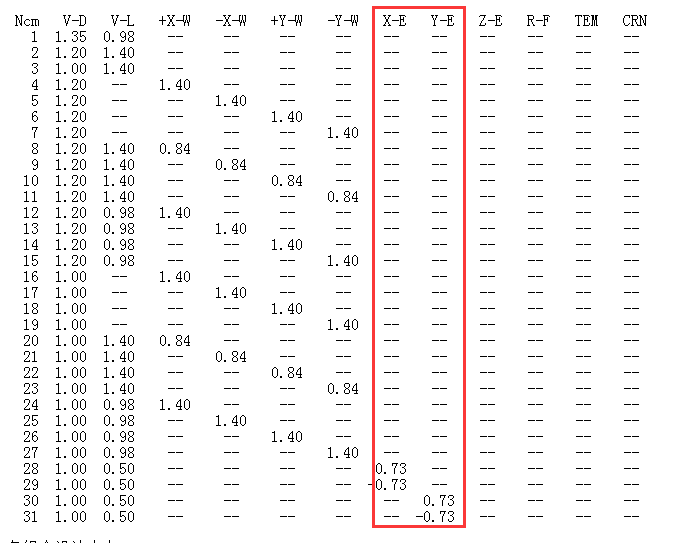 Ncm V-D V-L +X-W -X-W +Y-W -Y-W X-E Y-E Z-E R-F TEM CRN
1 1.35 0.98 -- -- -- -- -- -- -- -- -- --
2 1.20 1.40 -- -- -- -- -- -- -- -- -- --
3 1.00 1.40 -- -- -- -- -- -- -- -- -- --
4 1.20 -- 1.40 -- -- -- -- -- -- -- -- --
5 1.20 -- -- 1.40 -- -- -- -- -- -- -- --
6 1.20 -- -- -- 1.40 -- -- -- -- -- -- --
7 1.20 -- -- -- -- 1.40 -- -- -- -- -- --
8 1.20 1.40 0.84 -- -- -- -- -- -- -- -- --
9 1.20 1.40 -- 0.84 -- -- -- -- -- -- -- --
10 1.20 1.40 -- -- 0.84 -- -- -- -- -- -- --
11 1.20 1.40 -- -- -- 0.84 -- -- -- -- -- --
12 1.20 0.98 1.40 -- -- -- -- -- -- -- -- --
13 1.20 0.98 -- 1.40 -- -- -- -- -- -- -- --
14 1.20 0.98 -- -- 1.40 -- -- -- -- -- -- --
15 1.20 0.98 -- -- -- 1.40 -- -- -- -- -- --
16 1.00 -- 1.40 -- -- -- -- -- -- -- -- --
17 1.00 -- -- 1.40 -- -- -- -- -- -- -- --
18 1.00 -- -- -- 1.40 -- -- -- -- -- -- --
19 1.00 -- -- -- -- 1.40 -- -- -- -- -- --
20 1.00 1.40 0.84 -- -- -- -- -- -- -- -- --
21 1.00 1.40 -- 0.84 -- -- -- -- -- -- -- --
22 1.00 1.40 -- -- 0.84 -- -- -- -- -- -- --
23 1.00 1.40 -- -- -- 0.84 -- -- -- -- -- --
24 1.00 0.98 1.40 -- -- -- -- -- -- -- -- --
25 1.00 0.98 -- 1.40 -- -- -- -- -- -- -- --
26 1.00 0.98 -- -- 1.40 -- -- -- -- -- -- --
27 1.00 0.98 -- -- -- 1.40 -- -- -- -- -- --
28 1.00 0.50 -- -- -- -- 0.73 -- -- -- -- --
29 1.00 0.50 -- -- -- -- -0.73 -- -- -- -- --
30 1.00 0.50 -- -- -- -- -- 0.73 -- -- -- --
31 1.00 0.50 -- -- -- -- -- -0.73 -- -- -- --